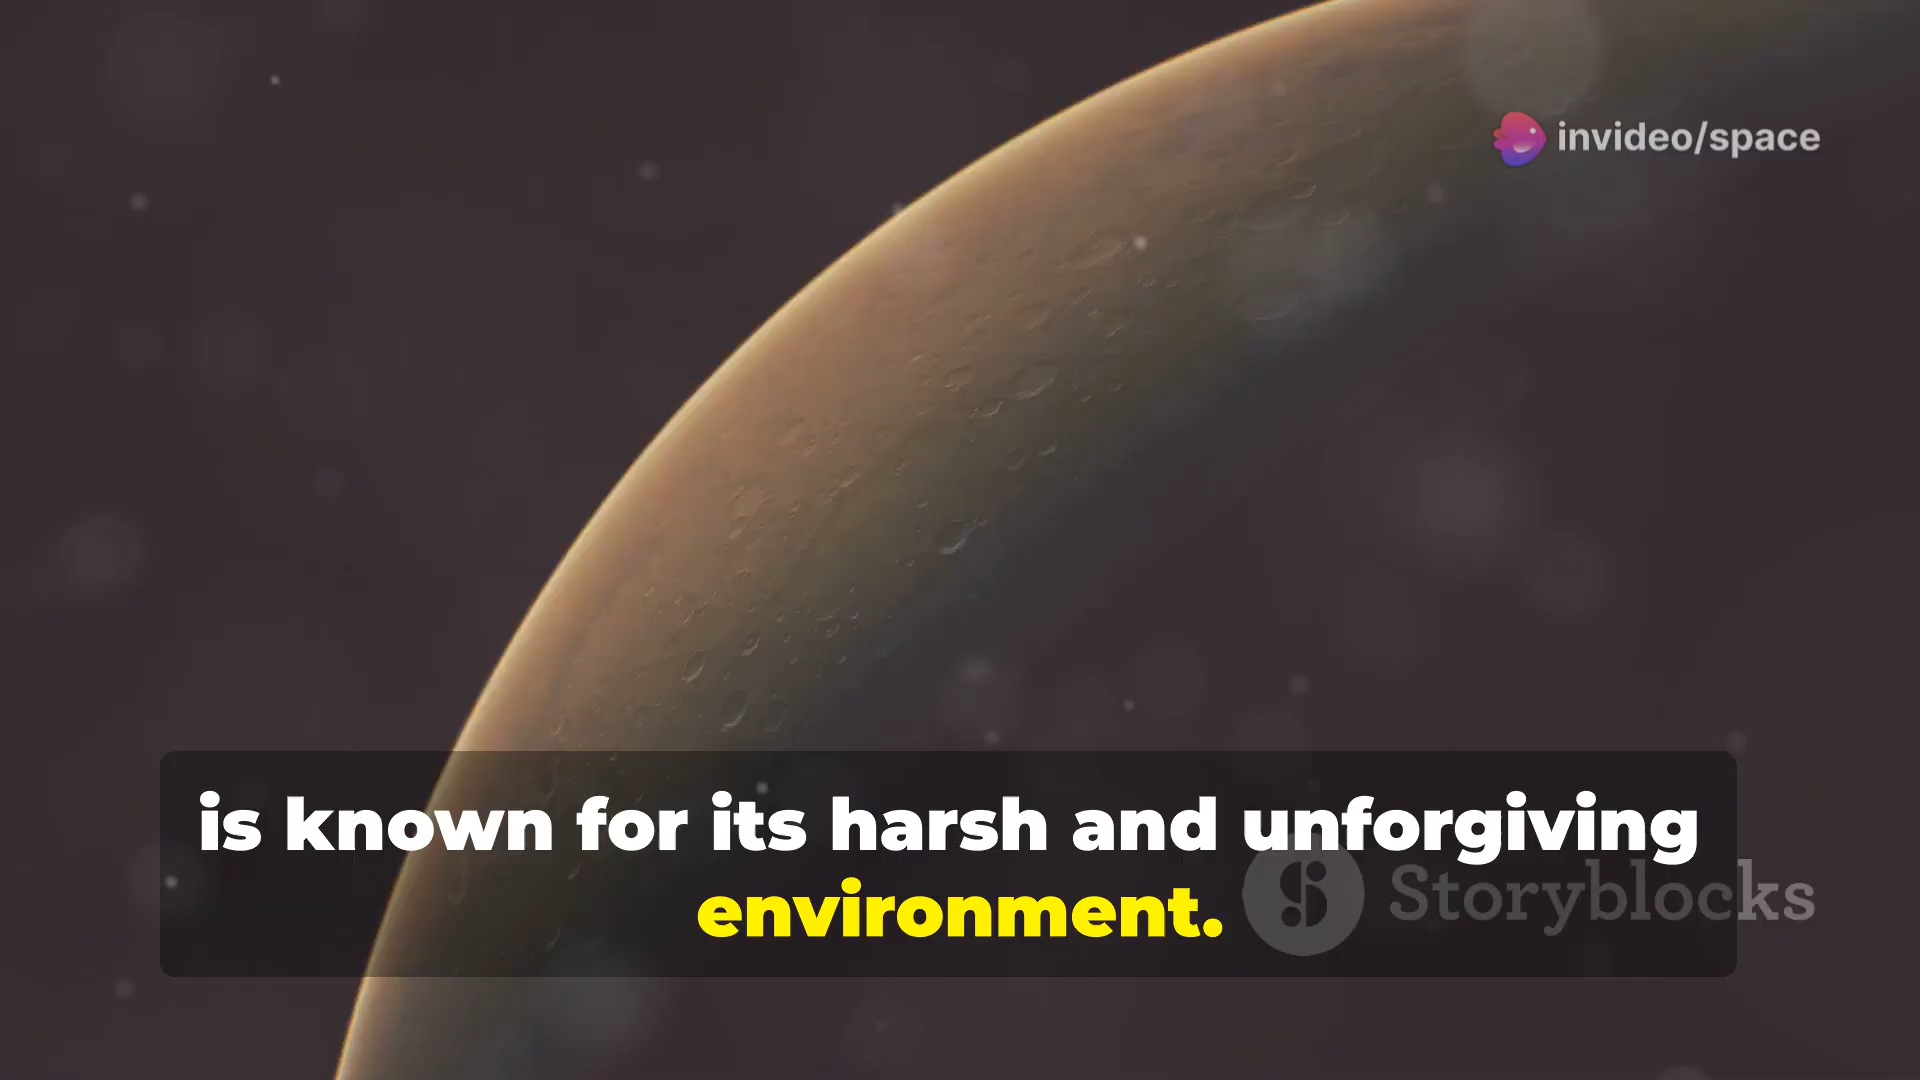 invideo/space
is known for its harsh and unforgiving
environment.
Storyblocks